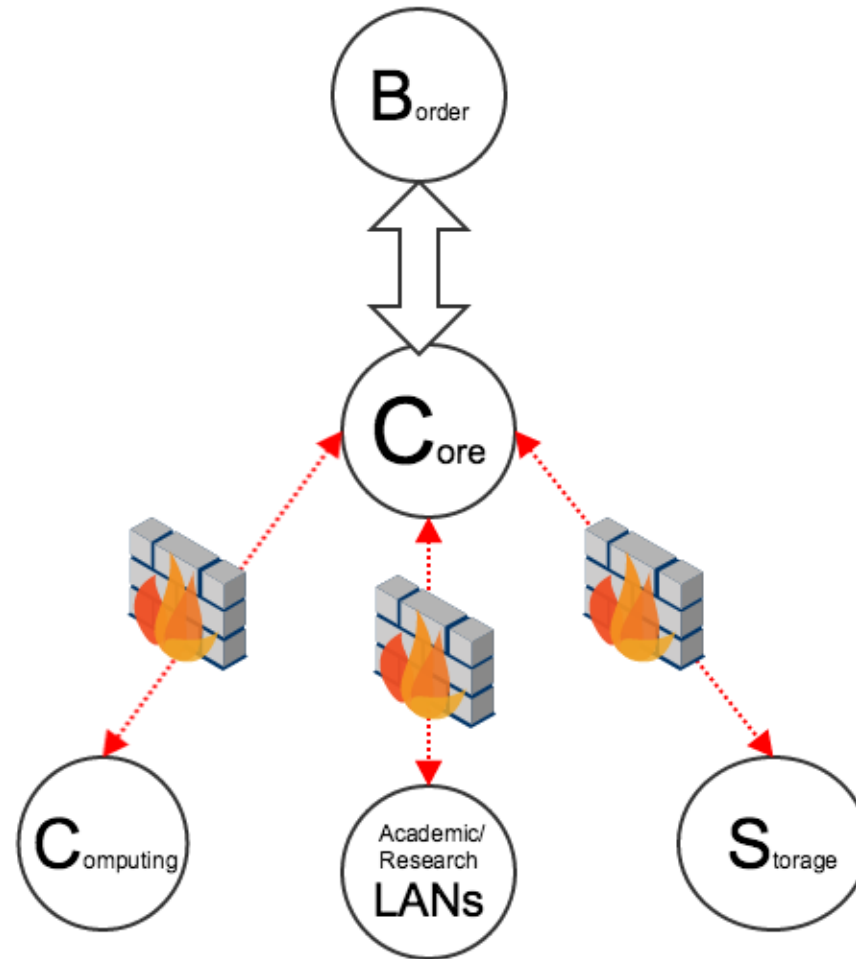 Border
Core
Computing
Academic/
Research
LANs
Storage